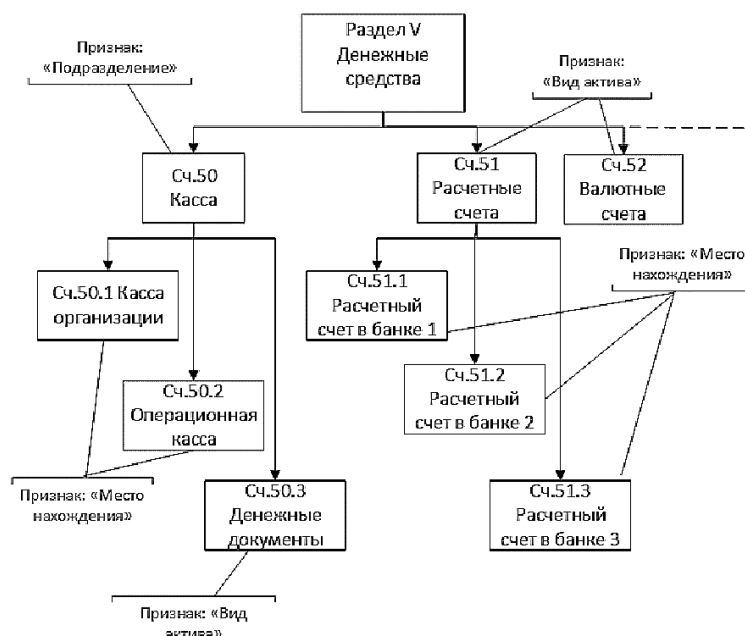 Раздел V
Денежные
средства
Признак:
«Подразделение»
Признак:
«Вид актива»
Сч.50
Касса
Сч.51
Расчетные
счета
Сч.52
Валютные
счета
Признак: «Место
нахождения»
Сч.50.1 Касса
организации
Сч.51.1
Расчетный
счет в банке 1
Сч.50.2
Операционная
касса
Сч.51.2
Расчетный
счет в банке 2
Признак: «Место
нахождения»
Сч.50.3
Денежные
документы
Сч.51.3
Расчетный
счет в банке 3
Признак: «Вид
актива»